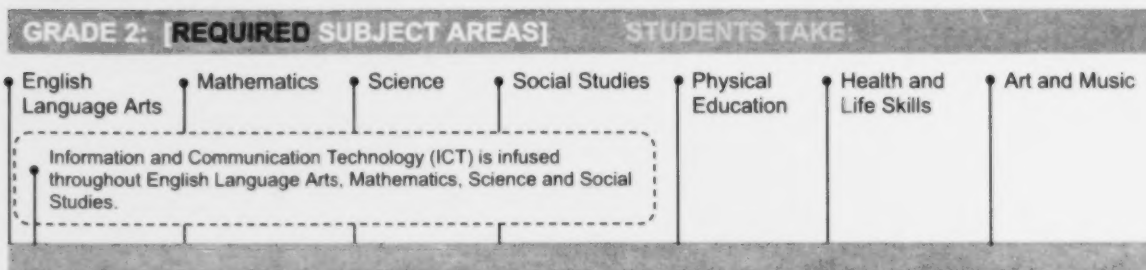 GRADE 2: [REQUIRED SUBJECT AREAS] STUDENTS TAKE:
English
Language Arts
Mathematics
Science
Social Studies
Physical
Education
Health and
Life Skills
Art and Music
Information and Communication Technology (ICT) is infused
throughout English Language Arts, Mathematics, Science and Social
Studies.